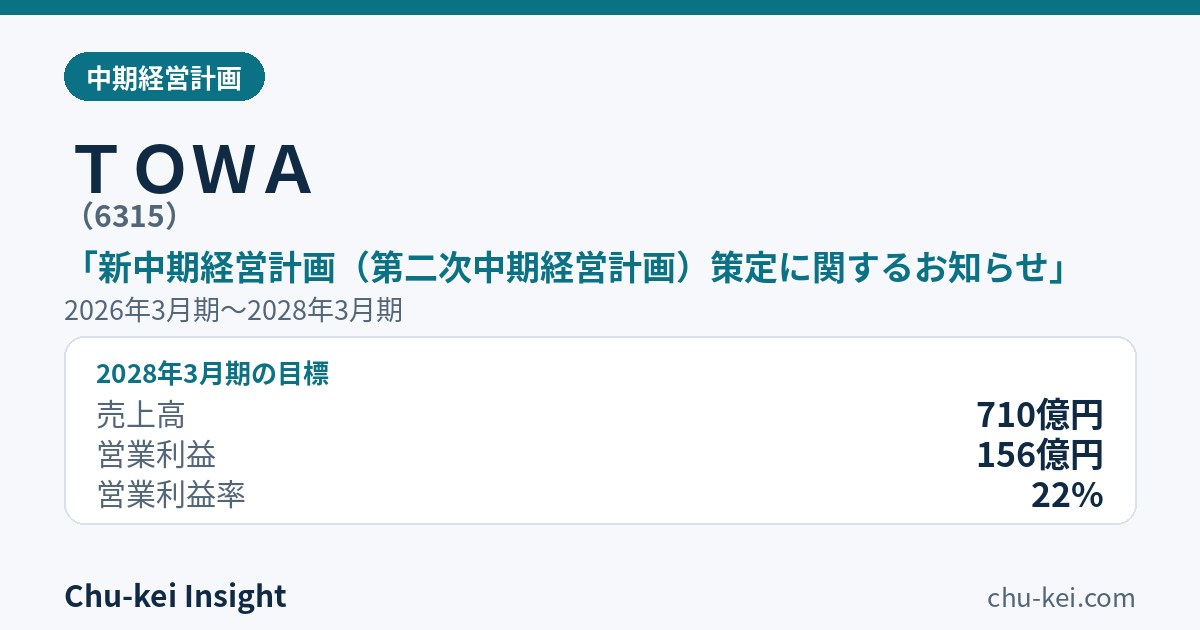 中期経営計画
ＴＯＷＡ
（6315）
「新中期経営計画（第二次中期経営計画）策定に関するお知らせ」
2026年3月期〜2028年3月期
2028年3月期の目標
売上高 710億円
営業利益 156億円
営業利益率 22%
Chu-kei Insight chu-kei.com